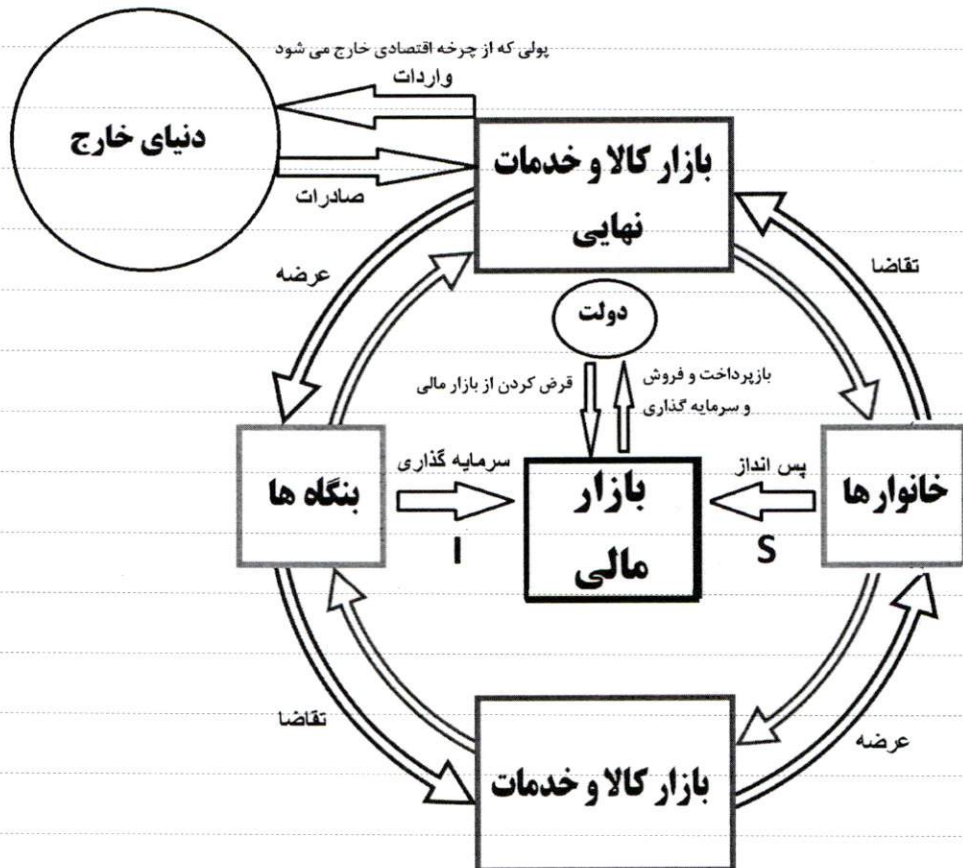 پولی که از چرخه اقتصادی خارج می شود
واردات
دنیای خارج
صادرات
بازار کالا و خدمات
نهایی
عرضه
تقاضا
دولت
قرض کردن از بازار مالی
بازپرداخت و فروش
و سرمایه گذاری
خانوارها
پس انداز
S
بازار
مالی
سرمایه گذاری
I
بنگاه ها
تقاضا
عرضه
بازار کالا و خدمات